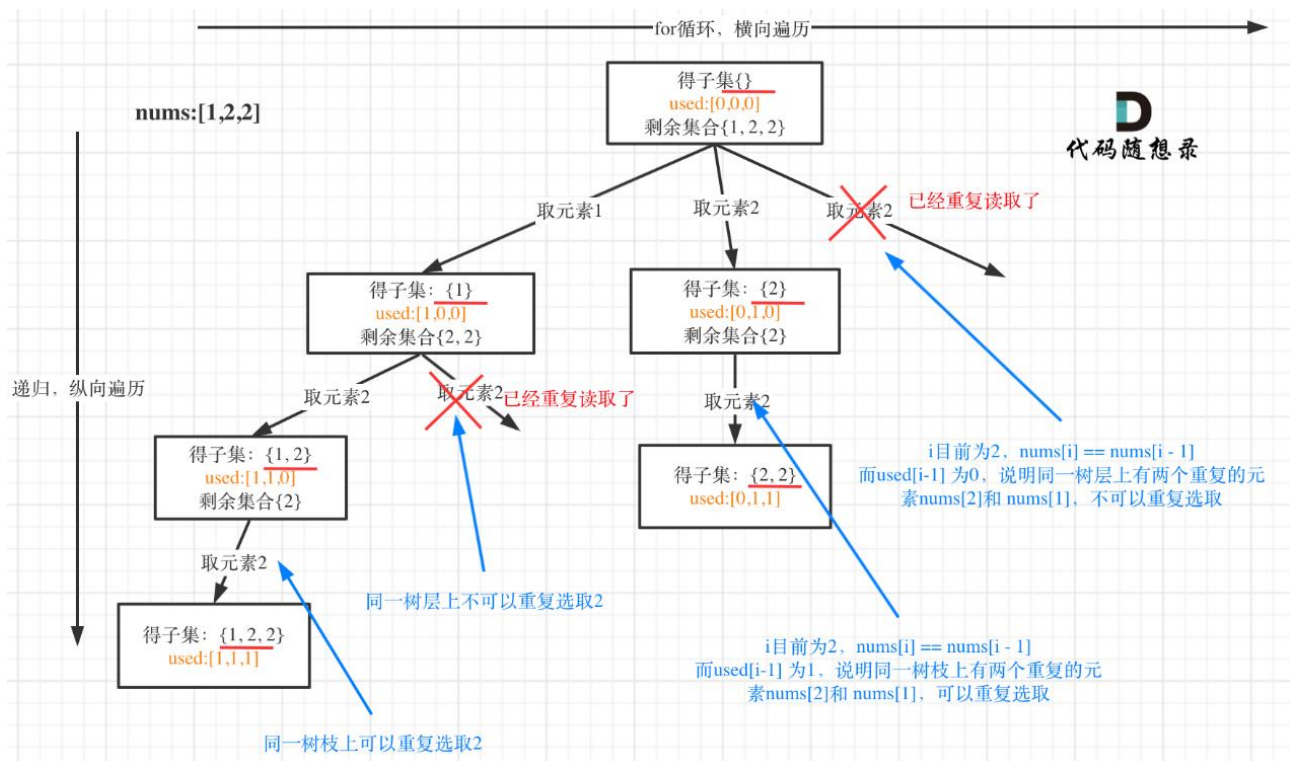 for循环，横向遍历
得子集{}
used:[0,0,0]
剩余集合{1, 2, 2}
nums:[1,2,2]
代码随想录
取元素1
取元素2
取元素2
已经重复读取了
得子集：{1}
used:[1,0,0]
剩余集合{2, 2}
得子集：{2}
used:[0,1,0]
剩余集合{2}
递归，纵向遍历
取元素2
取元素2
已经重复读取了
取元素2
得子集：{1, 2}
used:[1,1,0]
剩余集合{2}
得子集：{2, 2}
used:[0,1,1]
i目前为2，nums[i] == nums[i - 1]
而used[i-1] 为0，说明同一树层上有两个重复的元
素nums[2]和 nums[1]，不可以重复选取
取元素2
同一树层上不可以重复选取2
得子集：{1, 2, 2}
used:[1,1,1]
i目前为2，nums[i] == nums[i - 1]
而used[i-1] 为1，说明同一树枝上有两个重复的元
素nums[2]和 nums[1]，可以重复选取
同一树枝上可以重复选取2